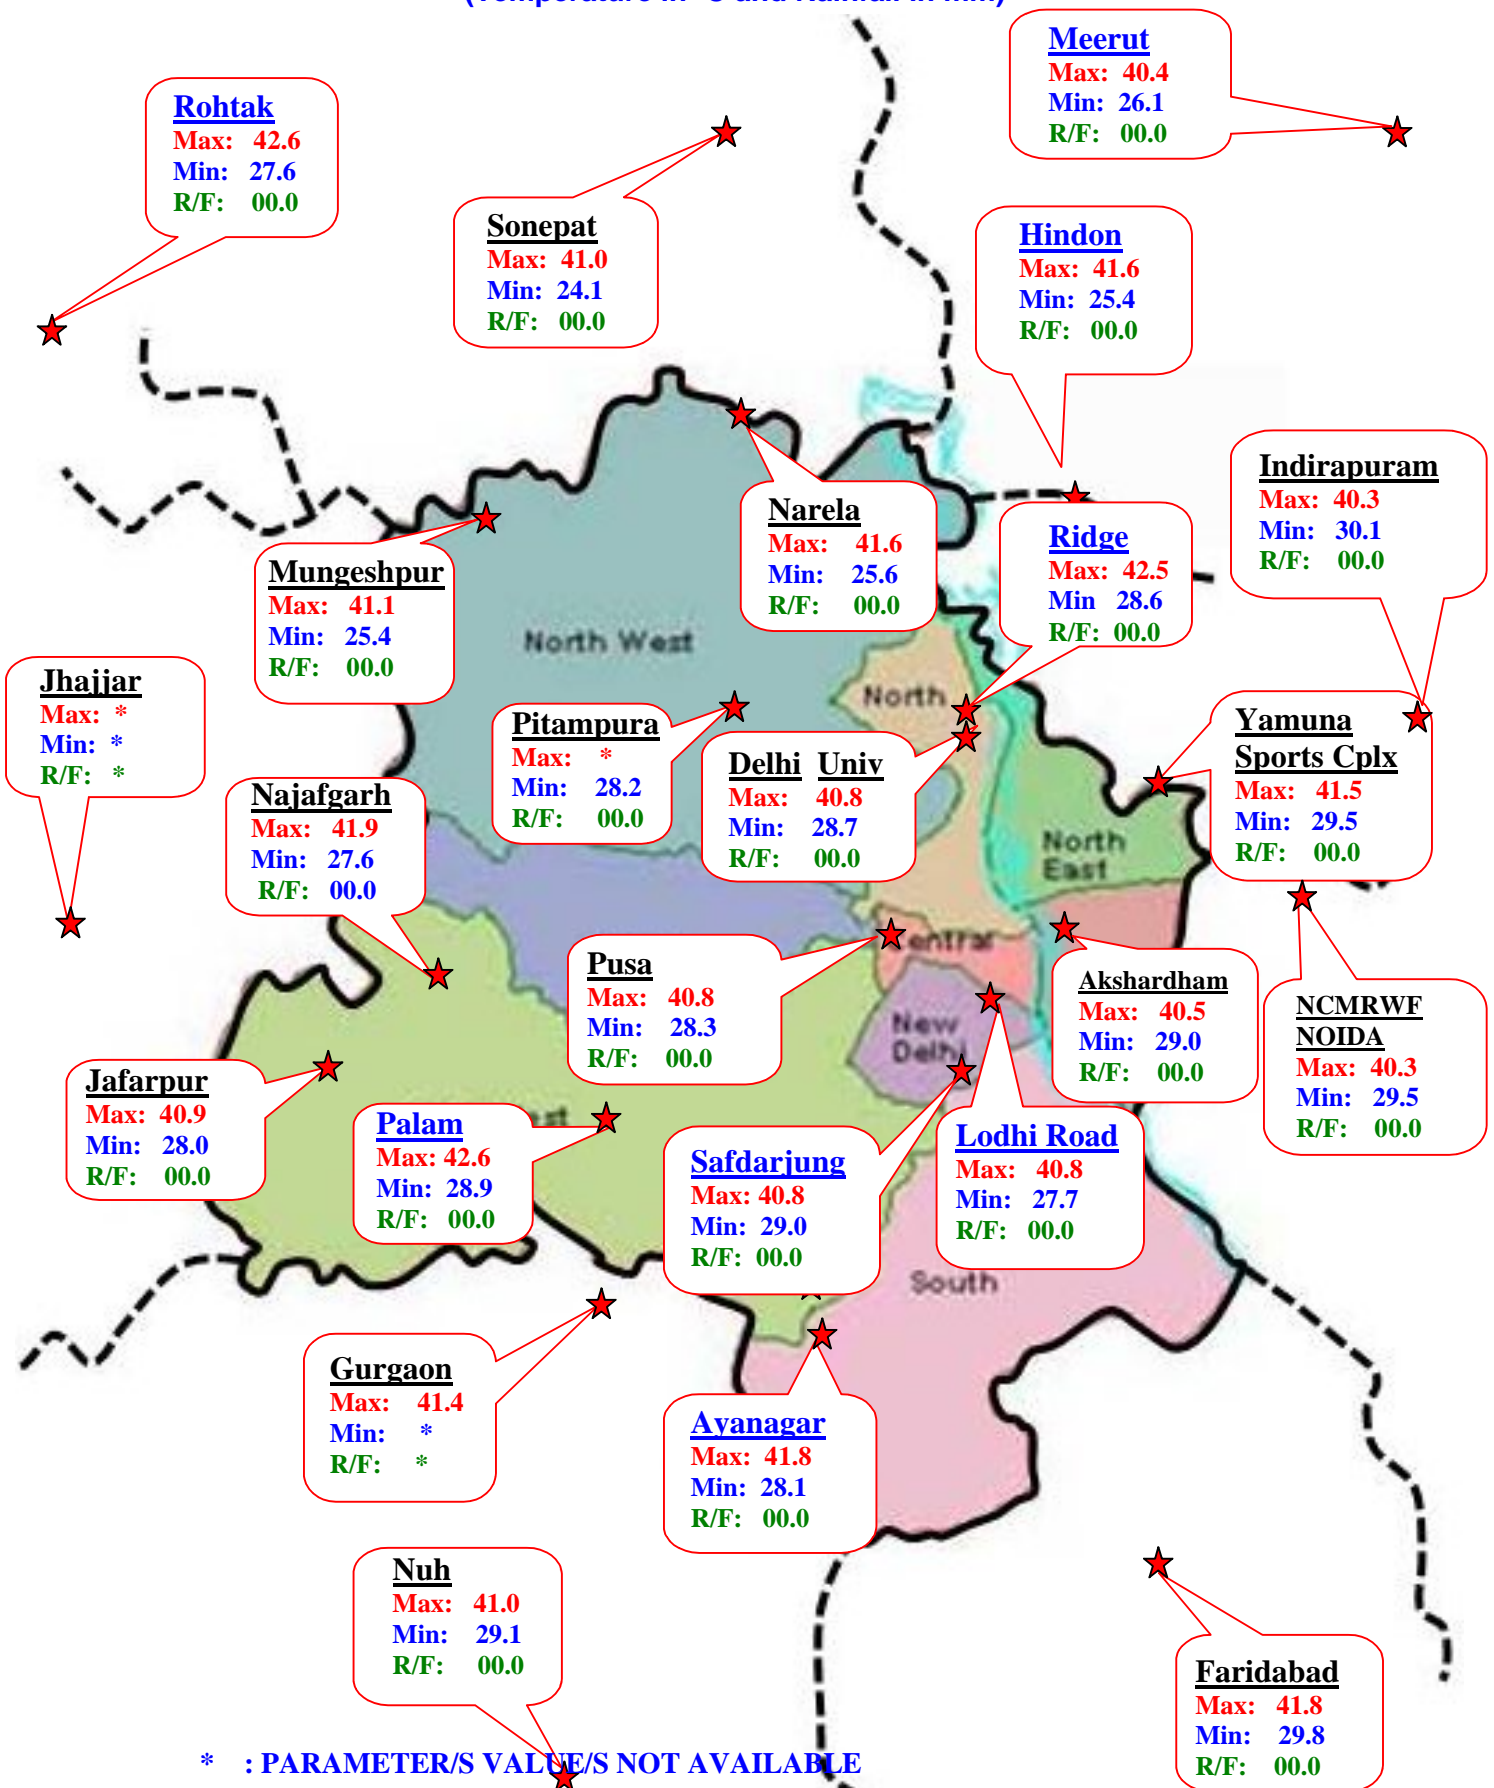 (Temperature in °C and Rainfall in mm)
Meerut
Max: 40.4
Min: 26.1
R/F: 00.0
Rohtak
Max: 42.6
Min: 27.6
R/F: 00.0
Sonepat
Max: 41.0
Min: 24.1
R/F: 00.0
Hindon
Max: 41.6
Min: 25.4
R/F: 00.0
Indirapuram
Max: 40.3
Min: 30.1
R/F: 00.0
Narela
Max: 41.6
Min: 25.6
R/F: 00.0
Ridge
Max: 42.5
Min 28.6
R/F: 00.0
Mungeshpur
Max: 41.1
Min: 25.4
R/F: 00.0
North West
Jhajjar
Max: *
Min: *
R/F: *
North
Pitampura
Max: *
Min: 28.2
R/F: 00.0
Delhi Univ
Max: 40.8
Min: 28.7
R/F: 00.0
Yamuna
Sports Cplx
Max: 41.5
Min: 29.5
R/F: 00.0
Najafgarh
Max: 41.9
Min: 27.6
R/F: 00.0
North
East
Pusa
Max: 40.8
Min: 28.3
R/F: 00.0
entral
Akshardham
Max: 40.5
Min: 29.0
R/F: 00.0
NCMRWF
NOIDA
Max: 40.3
Min: 29.5
R/F: 00.0
New
Delhi
Jafarpur
Max: 40.9
Min: 28.0
R/F: 00.0
Palam
Max: 42.6
Min: 28.9
R/F: 00.0
st
Safdarjung
Max: 40.8
Min: 29.0
R/F: 00.0
Lodhi Road
Max: 40.8
Min: 27.7
R/F: 00.0
South
Gurgaon
Max: 41.4
Min: *
R/F: *
Ayanagar
Max: 41.8
Min: 28.1
R/F: 00.0
Nuh
Max: 41.0
Min: 29.1
R/F: 00.0
Faridabad
Max: 41.8
Min: 29.8
R/F: 00.0
* : PARAMETER/S VALUE/S NOT AVAILABLE